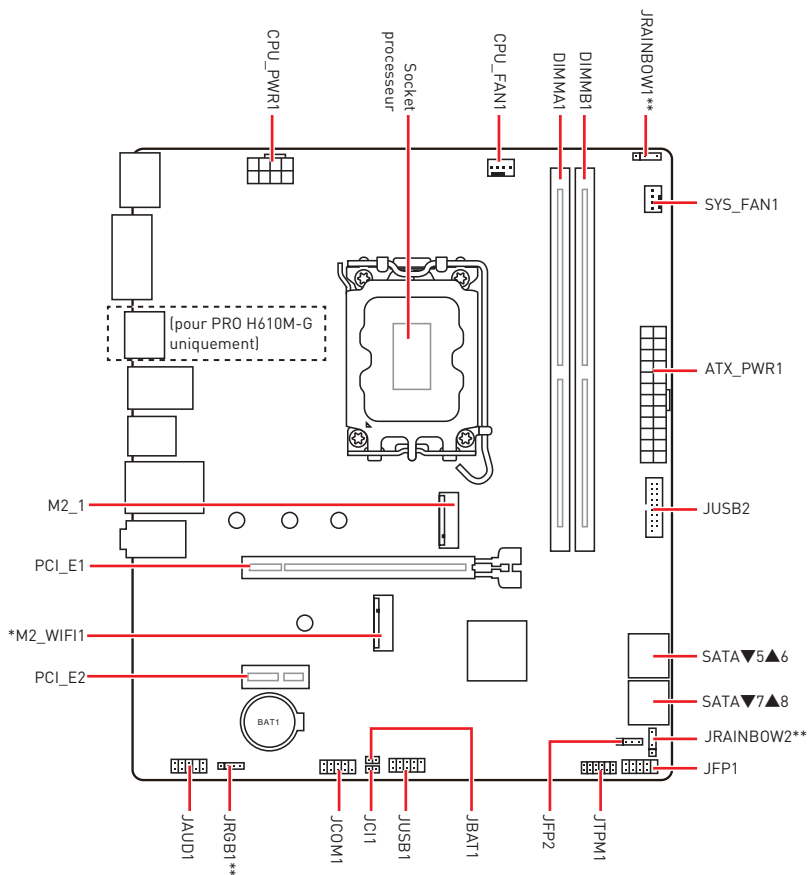 CPU_PWR1
Socket
processeur
CPU_FAN1
DIMMA1
DIMMB1
JRAINBOW1**
SYS_FAN1
(pour PRO H610M-G
uniquement)
ATX_PWR1
M2_1
JUSB2
PCI_E1
*M2_WIFI1
SATA▼5▲6
PCI_E2
SATA▼7▲8
BAT1
JRAINBOW2**
JFP1
JAUD1
JRGB1**
JCOM1
JCI1
JUSB1
JBAT1
JFP2
JTPM1